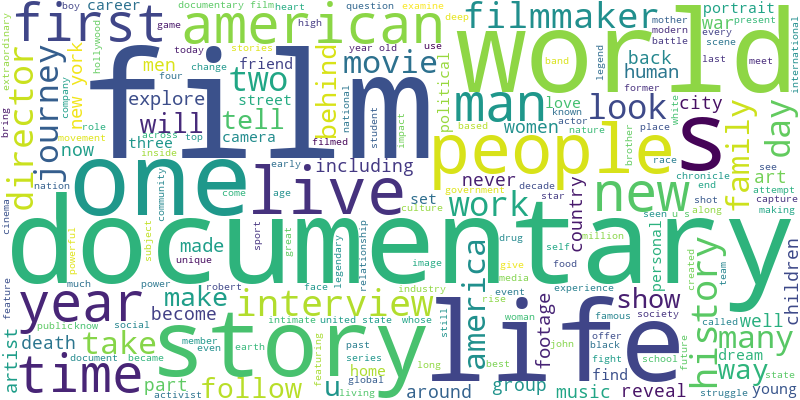 boy career
documentary film heart
question examine
mother
portrait
present
first
game
american
high
deep
filmmaker
war
modern
every
battle
scene
last
meet
world
international
extraordinary
hollywood
today
stories
year old
use
men
four
change
friend
movie
behind
political
band
legend
back
human
former
journey
new york
director
company
two
explore
street
tell
will
camera
national
student
impact
film
man
love
look
city
known
actor
women
nature
place
white
day
bring
role
movement
across
top
three
now
inside
filmed
based
people
brother
race
s
family
chronicle
see
art
end
attempt
capture
nation
one
community
come
early
age
live
including
never
government
decade
star
set
culture
work
country
new
shot
along
making
cinema
powerful
subject
made
unique
sport
great
legendary
relationship
documentary
image
drug
self
million
food
america
personal
seen u s
created
team
history
children
feature
much
power
robert
face
industry
give
media
event
experience
year
make
interview
rise
life
show
called
well
many
artist
publicknow
social
become
intimate
united state
whose
still
woman
famous
society
footage
offer
black
reveal
future
dream
way
state
death
take
story
document
became
member
even
earth
featuring
past
series
home
long
best
john
fight
find
school
time
part
activist
follow
u
global
living
around
group
music
struggle
young